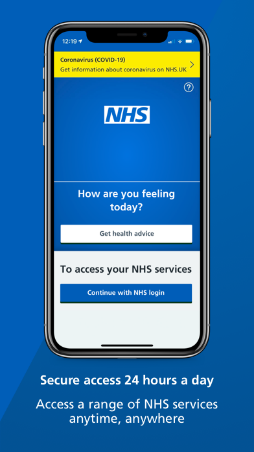 12:19
Coronavirus (COVID-19)
Get information about coronavirus on NHS.UK
?
NHS
How are you feeling
today?
Get health advice
To access your NHS services
Continue with NHS login
Secure access 24 hours a day
Access a range of NHS services
anytime, anywhere